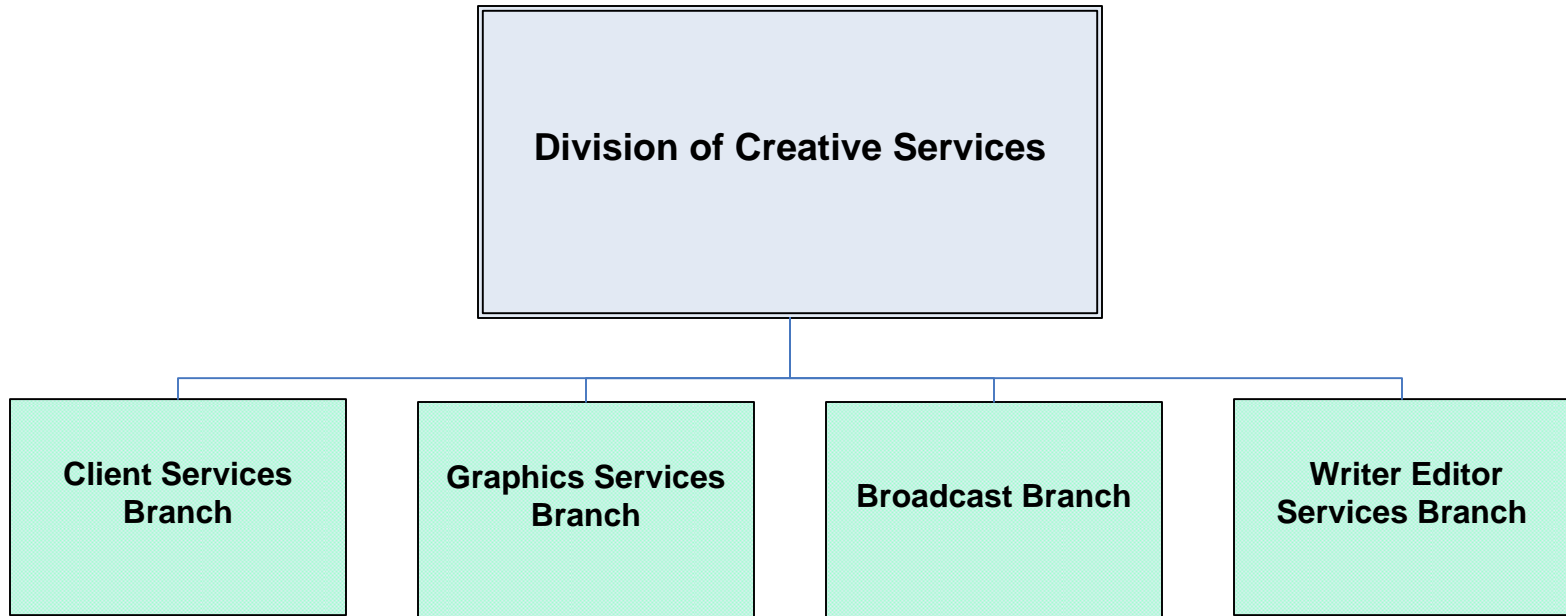 Division of Creative Services
Client Services
Branch
Graphics Services
Branch
Broadcast Branch
Writer Editor
Services Branch